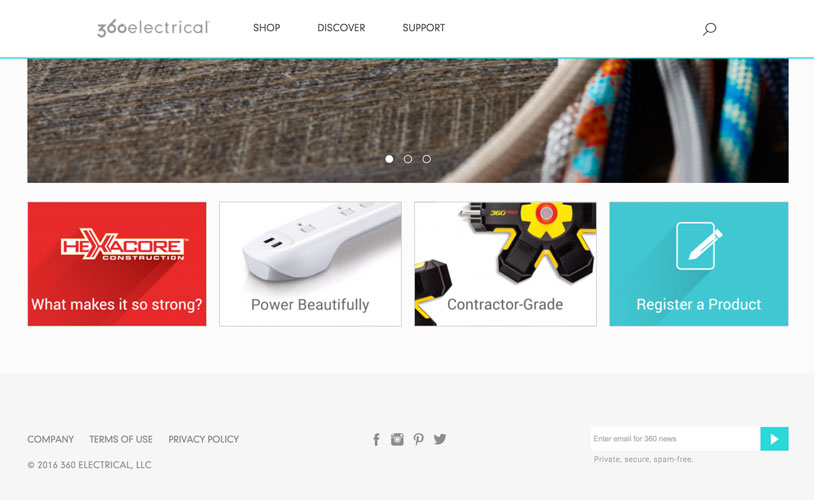 360electrical
SHOP
DISCOVER
SUPPORT
HEXACORE
CONSTRUCTION
What makes it so strong?
Power Beautifully
360
Contractor-Grade
Register a Product
COMPANY
TERMS OF USE
PRIVACY POLICY
© 2016 360 ELECTRICAL, LLC
Enter email for 360 news
Private, secure, spam-free.